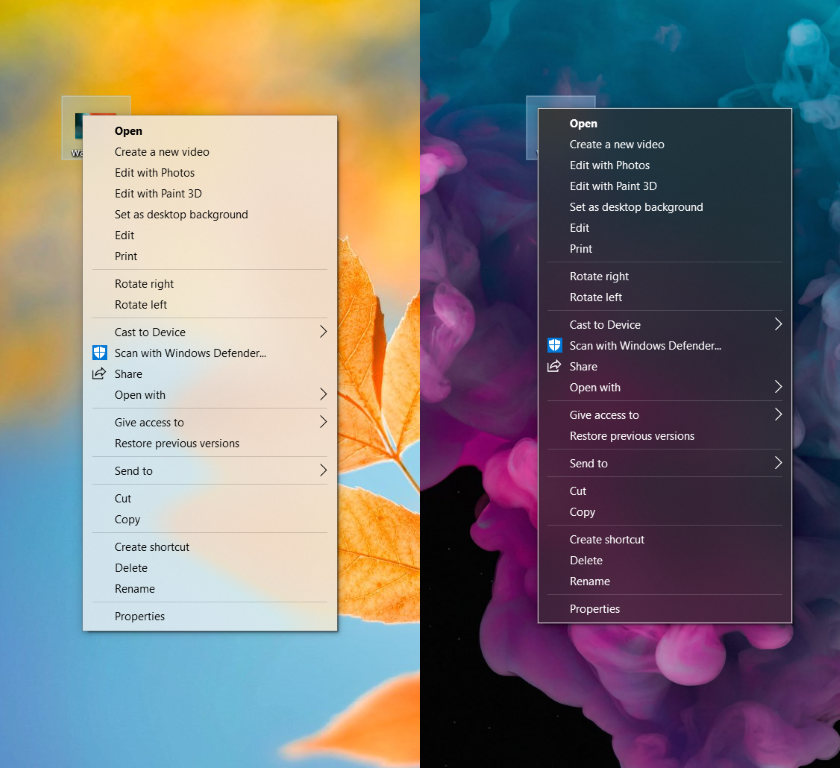 Open
Create a new video
Edit with Photos
Edit with Paint 3D
Set as desktop background
Edit
Print
Rotate right
Rotate left
Cast to Device
Scan with Windows Defender...
Share
Open with
Give access to
Restore previous versions
Send to
Cut
Copy
Create shortcut
Delete
Rename
Properties
Open
Create a new video
Edit with Photos
Edit with Paint 3D
Set as desktop background
Edit
Print
Rotate right
Rotate left
Cast to Device
Scan with Windows Defender...
Share
Open with
Give access to
Restore previous versions
Send to
Cut
Copy
Create shortcut
Delete
Rename
Properties